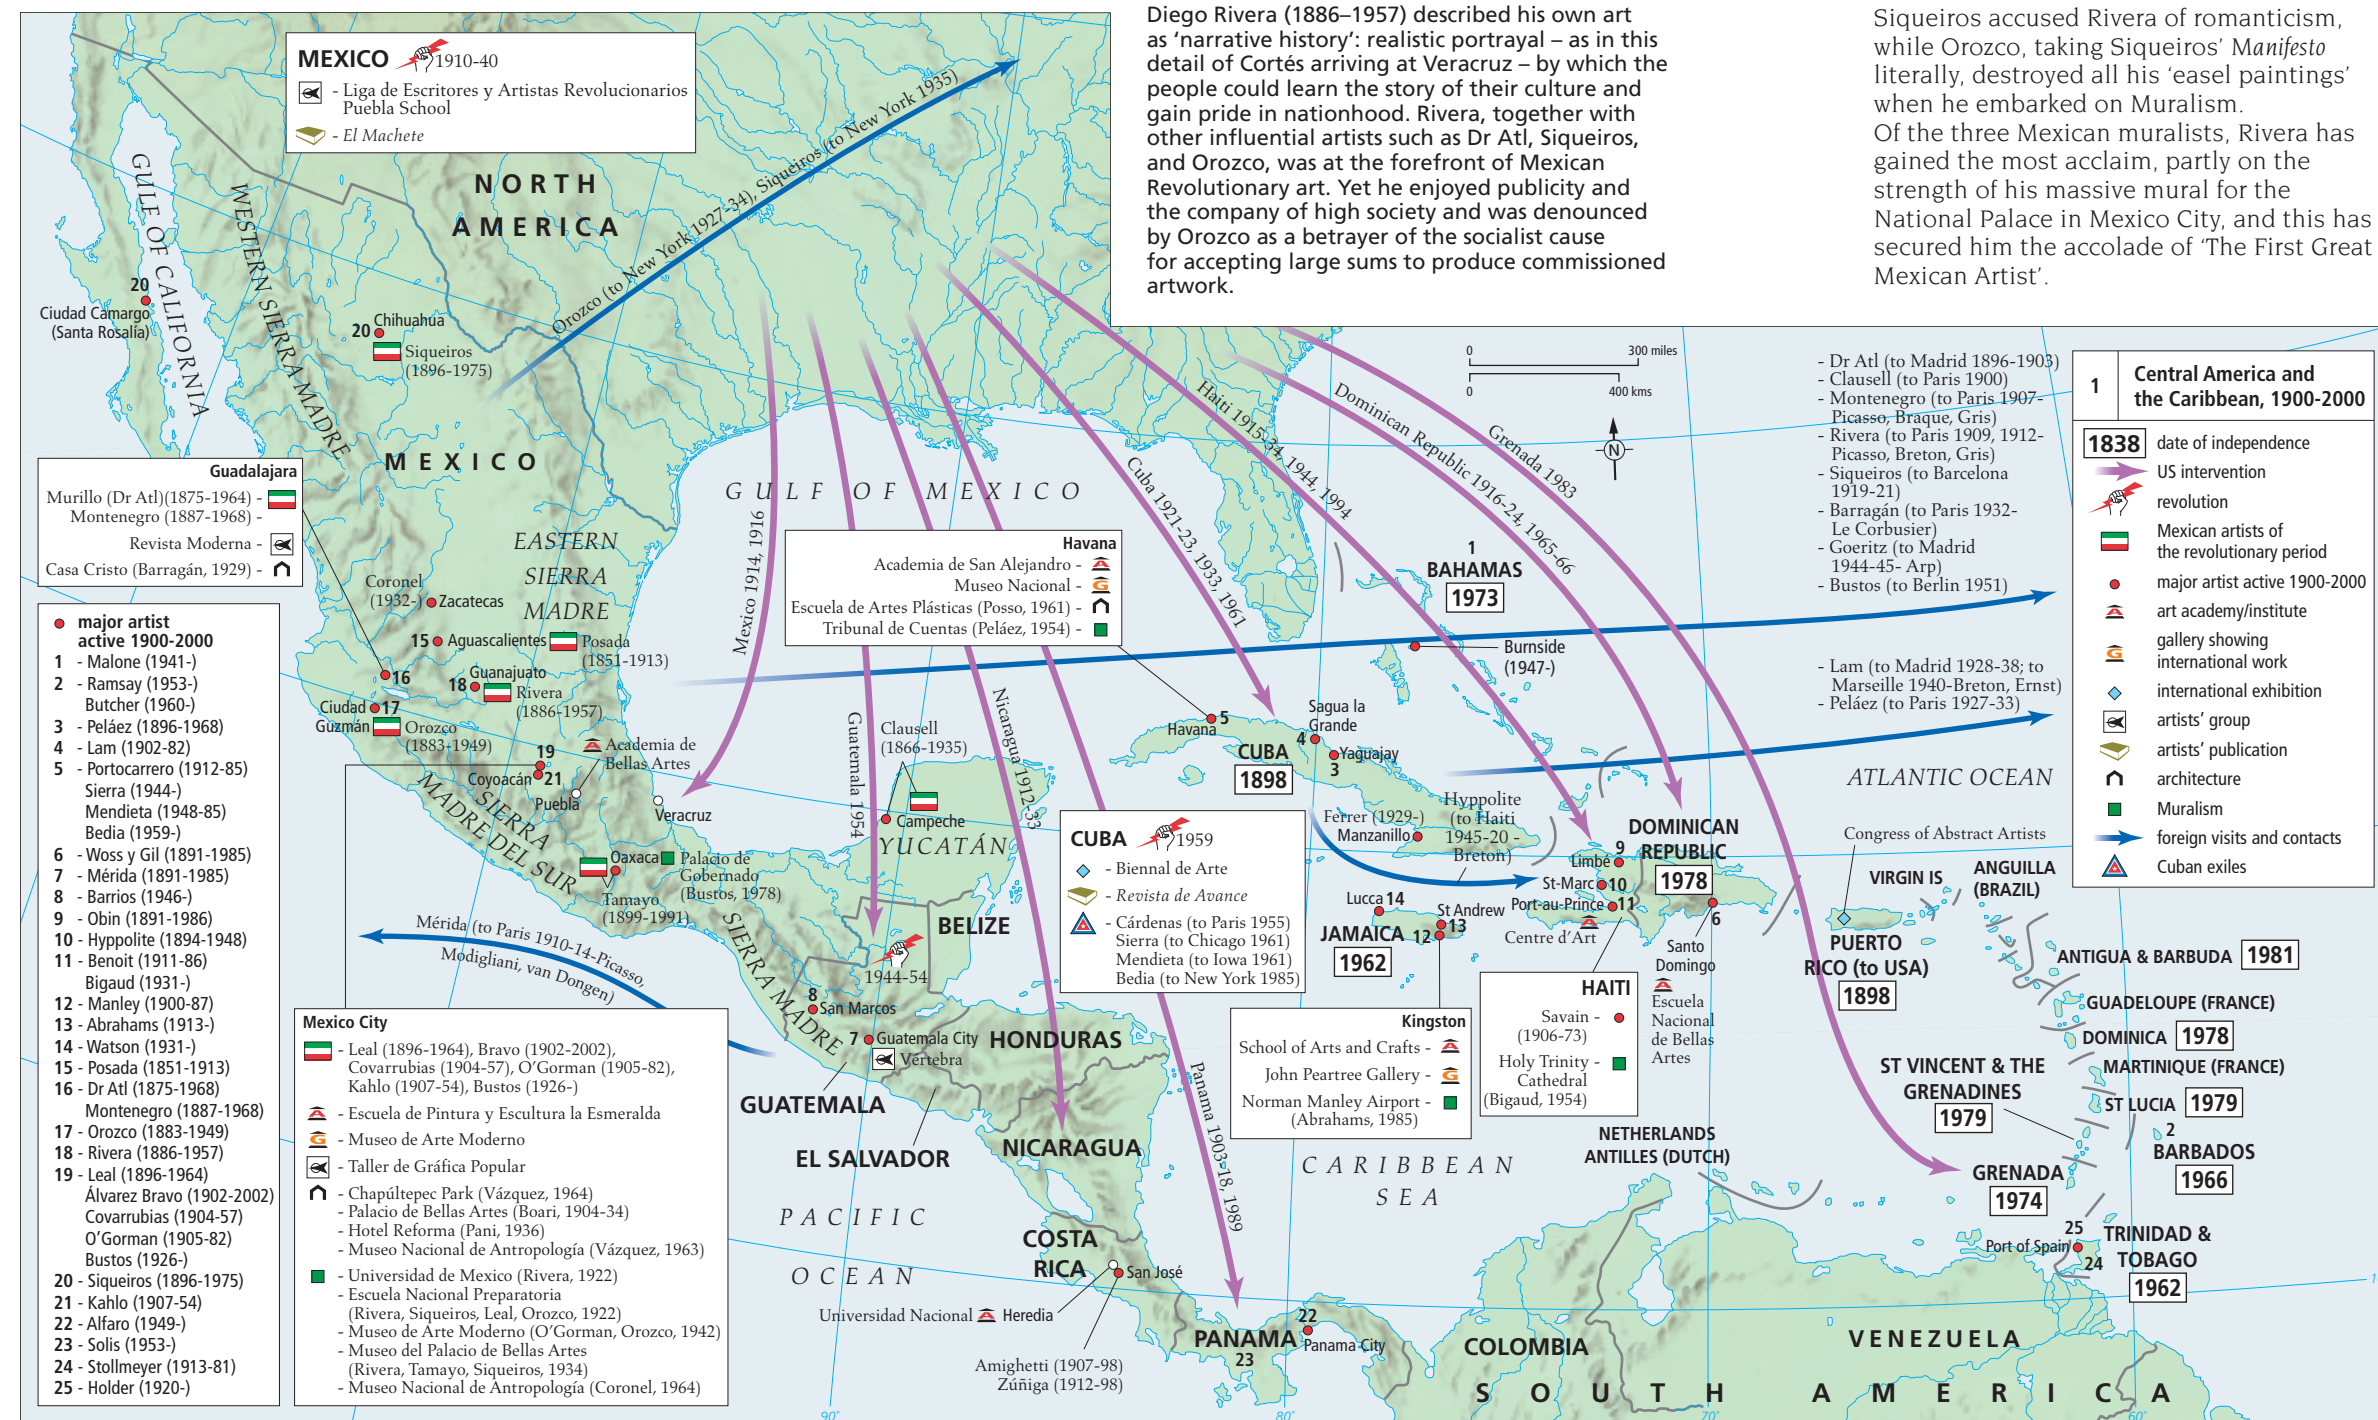 Diego Rivera (1886–1957) described his own art
as ‘narrative history’: realistic portrayal – as in this
detail of Cortés arriving at Veracruz – by which the
people could learn the story of their culture and
gain pride in nationhood. Rivera, together with
other influential artists such as Dr Atl, Siqueiros,
and Orozco, was at the forefront of Mexican
Revolutionary art. Yet he enjoyed publicity and
the company of high society and was denounced
by Orozco as a betrayer of the socialist cause
for accepting large sums to produce commissioned
artwork.
Siqueiros accused Rivera of romanticism,
while Orozco, taking Siqueiros’ Manifesto
literally, destroyed all his ‘easel paintings’
when he embarked on Muralism.
Of the three Mexican muralists, Rivera has
gained the most acclaim, partly on the
strength of his massive mural for the
National Palace in Mexico City, and this has
secured him the accolade of ‘The First Great
Mexican Artist’.
MEXICO 1910-40
- Liga de Escritores y Artistas Revolucionarios
Puebla School
- El Machete
NORTH
AMERICA
GULF OF CALIFORNIA
WESTERN SIERRA MADRE
Orozco (to New York 1927-34), Siqueiros (to New York 1935)
20
Ciudad Camargo
(Santa Rosalía)
20 Chihuahua
Siqueiros
(1896-1975)
MEXICO
Guadalajara
Murillo (Dr Atl)(1875-1964) -
Montenegro (1887-1968) -
Revista Moderna -
Casa Cristo (Barragán, 1929) -
major artist
active 1900-2000
1 - Malone (1941-)
2 - Ramsay (1953-)
Butcher (1960-)
3 - Peláez (1896-1968)
4 - Lam (1902-82)
5 - Portocarrero (1912-85)
Sierra (1944-)
Mendieta (1948-85)
Bedia (1959-)
6 - Woss y Gil (1891-1985)
7 - Mérida (1891-1985)
8 - Barrios (1946-)
9 - Obin (1891-1986)
10 - Hyppolite (1894-1948)
11 - Benoit (1911-86)
Bigaud (1931-)
12 - Manley (1900-87)
13 - Abrahams (1913-)
14 - Watson (1931-)
15 - Posada (1851-1913)
16 - Dr Atl (1875-1968)
Montenegro (1887-1968)
17 - Orozco (1883-1949)
18 - Rivera (1886-1957)
19 - Leal (1896-1964)
Álvarez Bravo (1902-2002)
Covarrubias (1904-57)
O’Gorman (1905-82)
Bustos (1926-)
20 - Siqueiros (1896-1975)
21 - Kahlo (1907-54)
22 - Alfaro (1949-)
23 - Solis (1953-)
24 - Stollmeyer (1913-81)
25 - Holder (1920-)
EASTERN
SIERRA
MADRE
Coronel
(1932-)
Zacatecas
15 Aguascalientes
Posada
(1851-1913)
16
Guanajuato
18
Rivera
(1886-1957)
Ciudad
Guzmán
17
Orozco
(1883-1949)
19
Coyoacán 21
Academia de
Bellas Artes
Puebla
Veracruz
SIERRA
MADRE DEL SUR
Oaxaca
Palacio de
Gobernado
(Bustos, 1978)
Tamayo
(1899-1991)
Clausell
(1866-1935)
Campeche
YUCATÁN
SIERRA MADRE
Mérida (to Paris 1910-14-Picasso,
Modigliani, van Dongen)
Mexico City
- Leal (1896-1964), Bravo (1902-2002),
Covarrubias (1904-57), O’Gorman (1905-82),
Kahlo (1907-54), Bustos (1926-)
- Escuela de Pintura y Escultura la Esmeralda
- Museo de Arte Moderno
- Taller de Gráfica Popular
- Chapúltepec Park (Vázquez, 1964)
- Palacio de Bellas Artes (Boari, 1904-34)
- Hotel Reforma (Pani, 1936)
- Museo Nacional de Antropología (Vázquez, 1963)
- Universidad de Mexico (Rivera, 1922)
- Escuela Nacional Preparatoria
(Rivera, Siqueiros, Leal, Orozco, 1922)
- Museo de Arte Moderno (O’Gorman, Orozco, 1942)
- Museo del Palacio de Bellas Artes
(Rivera, Tamayo, Siqueiros, 1934)
- Museo Nacional de Antropología (Coronel, 1964)
GULF OF MEXICO
Mexico 1914, 1916
Guatemala 1954
Nicaragua 1912-33
Panama 1903-18, 1989
Cuba 1921-23, 1933, 1961
Haiti 1915-34, 1944, 1994
Dominican Republic 1916-24, 1965-66
Grenada 1983
Havana
Academia de San Alejandro -
Museo Nacional -
Escuela de Artes Plásticas (Posso, 1961) -
Tribunal de Cuentas (Peláez, 1954) -
0 300 miles
0 400 kms
N
1
BAHAMAS
1973
Burnside
(1947-)
Havana 5
Sagua la
Grande
4
Yaguajay
3
CUBA
1898
Ferrer (1929-)
Manzanillo
Hyppolite
(to Haiti
1945-20 -
Breton)
CUBA 1959
- Biennal de Arte
- Revista de Avance
- Cárdenas (to Paris 1955)
Sierra (to Chicago 1961)
Mendieta (to Iowa 1961)
Bedia (to New York 1985)
BELIZE
1944-54
8
San Marcos
7 Guatemala City
Vertebra
GUATEMALA
EL SALVADOR
HONDURAS
NICARAGUA
COSTA
RICA
San José
Universidad Nacional Heredia
Amighetti (1907-98)
Zúñiga (1912-98)
PANAMA
23
22
Panama City
PACIFIC
OCEAN
CARIBBEAN
SEA
Lucca 14
JAMAICA
1962
St Andrew
13
12
Kingston
School of Arts and Crafts -
John Peartree Gallery -
Norman Manley Airport -
(Abrahams, 1985)
DOMINICAN
REPUBLIC
1978
9
Limbé
St-Marc 10
Port-au-Prince 11
Centre d’Art
6
Santo
Domingo
Escuela
Nacional
de Bellas
Artes
HAITI
Savain -
(1906-73)
Holy Trinity -
Cathedral
(Bigaud, 1954)
NETHERLANDS
ANTILLES (DUTCH)
- Dr Atl (to Madrid 1896-1903)
- Clausell (to Paris 1900)
- Montenegro (to Paris 1907-
Picasso, Braque, Gris)
- Rivera (to Paris 1909, 1912-
Picasso, Breton, Gris)
- Siqueiros (to Barcelona
1919-21)
- Barragán (to Paris 1932-
Le Corbusier)
- Goeritz (to Madrid
1944-45- Arp)
- Bustos (to Berlin 1951)
- Lam (to Madrid 1928-38; to
Marseille 1940-Breton, Ernst)
- Peláez (to Paris 1927-33)
ATLANTIC OCEAN
Congress of Abstract Artists
VIRGIN IS
ANGUILLA
(BRAZIL)
PUERTO
RICO (to USA)
1898
ANTIGUA & BARBUDA 1981
GUADELOUPE (FRANCE)
DOMINICA 1978
MARTINIQUE (FRANCE)
ST VINCENT & THE
GRENADINES
1979
ST LUCIA 1979
2
BARBADOS
1966
GRENADA
1974
25
Port of Spain
24
TRINIDAD &
TOBAGO
1962
COLOMBIA
VENEZUELA
SOUTH AMERICA
90°
80°
70°
60°
1
1 Central America and
the Caribbean, 1900-2000
1838 date of independence
US intervention
revolution
Mexican artists of
the revolutionary period
major artist active 1900-2000
art academy/institute
gallery showing
international work
international exhibition
artists’ group
artists’ publication
architecture
Muralism
foreign visits and contacts
Cuban exiles